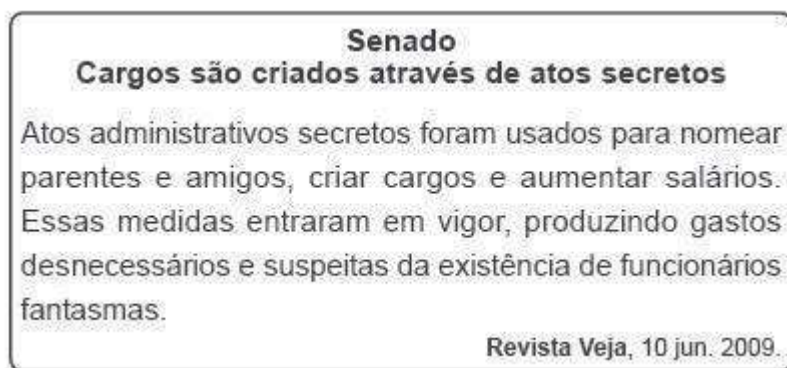 Senado
Cargos são criados através de atos secretos
Atos administrativos secretos foram usados para nomear
parentes e amigos, criar cargos e aumentar salários.
Essas medidas entraram em vigor, produzindo gastos
desnecessários e suspeitas da existência de funcionários
fantasmas.
Revista Veja, 10 jun. 2009.